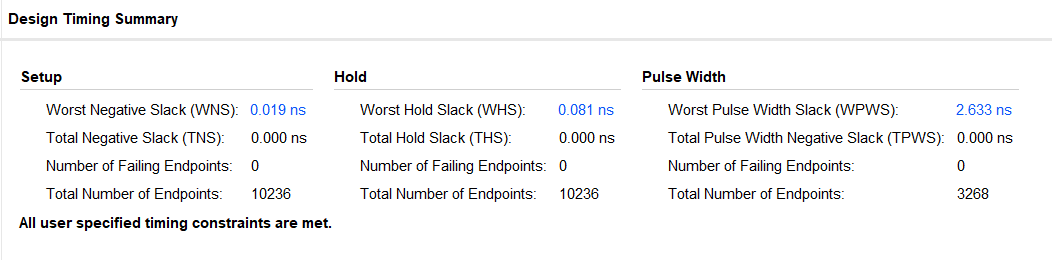 Design Timing Summary
Setup Hold Pulse Width
Worst Negative Slack (WNS): 0.019 ns Worst Hold Slack (WHS): 0.081 ns Worst Pulse Width Slack (WPWS): 2.633 ns
Total Negative Slack (TNS): 0.000 ns Total Hold Slack (THS): 0.000 ns Total Pulse Width Negative Slack (TPWS): 0.000 ns
Number of Failing Endpoints: 0 Number of Failing Endpoints: 0 Number of Failing Endpoints: 0
Total Number of Endpoints: 10236 Total Number of Endpoints: 10236 Total Number of Endpoints: 3268
All user specified timing constraints are met.